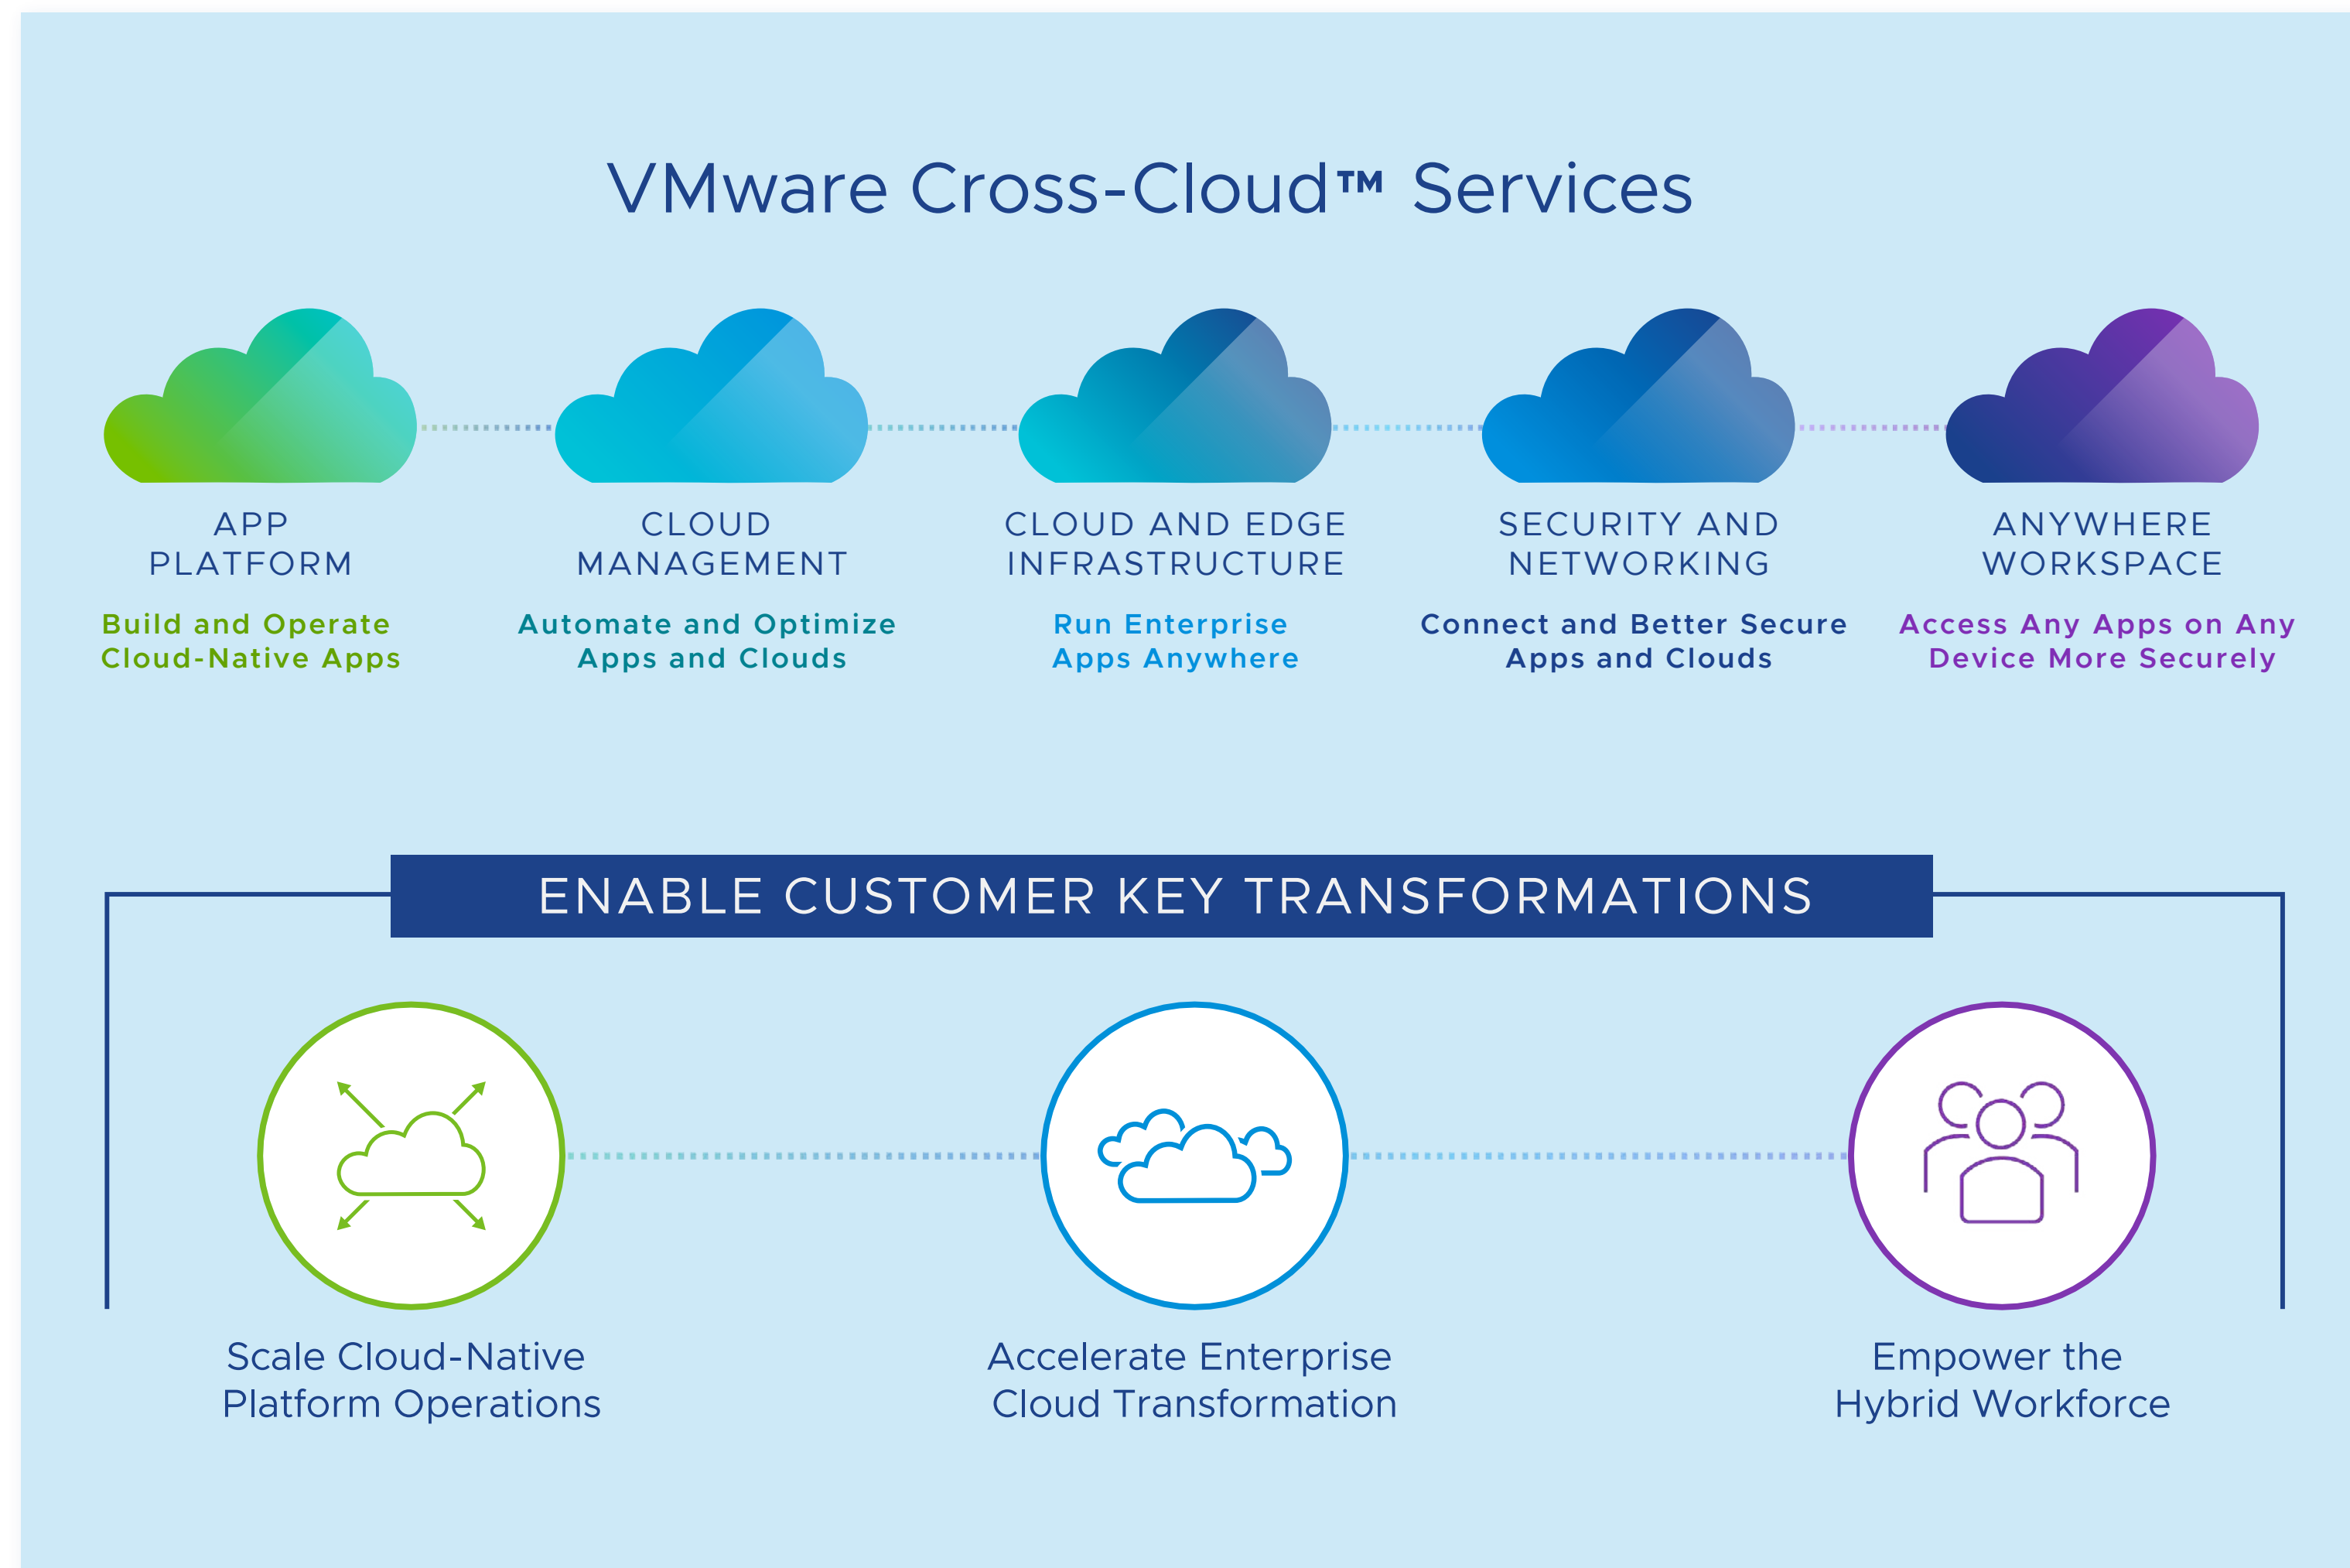 VMware Cross-Cloud™ Services
APP
PLATFORM
Build and Operate
Cloud-Native Apps
CLOUD
MANAGEMENT
Automate and Optimize
Apps and Clouds
CLOUD AND EDGE
INFRASTRUCTURE
Run Enterprise
Apps Anywhere
SECURITY AND
NETWORKING
Connect and Better Secure
Apps and Clouds
ANYWHERE
WORKSPACE
Access Any Apps on Any
Device More Securely
ENABLE CUSTOMER KEY TRANSFORMATIONS
Scale Cloud-Native
Platform Operations
Accelerate Enterprise
Cloud Transformation
Empower the
Hybrid Workforce